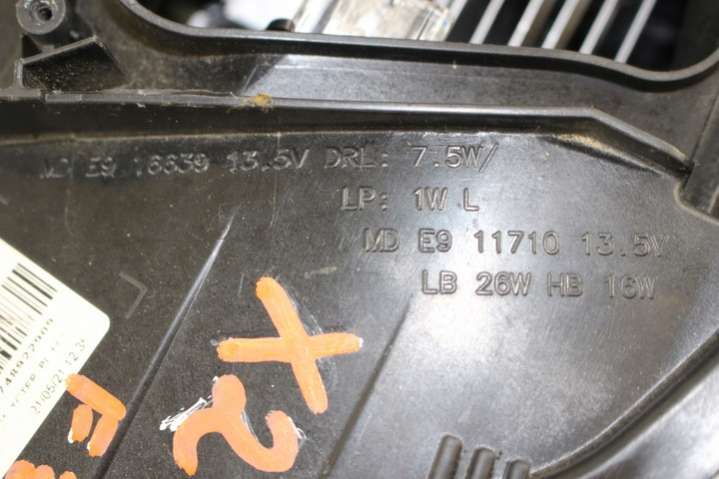 MD E9 16639 13.5V DRL: 7.5W/
LP: 1W L
MD E9 11710 13.5V
LB 26W HB 16W
X2